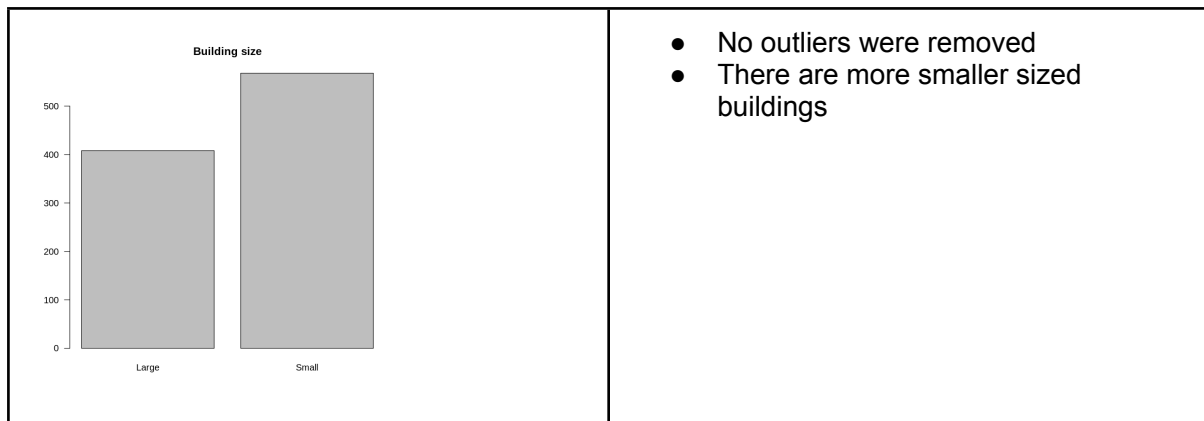 Building size
500
400
300
200
100
0
Large Small
● No outliers were removed
● There are more smaller sized
buildings